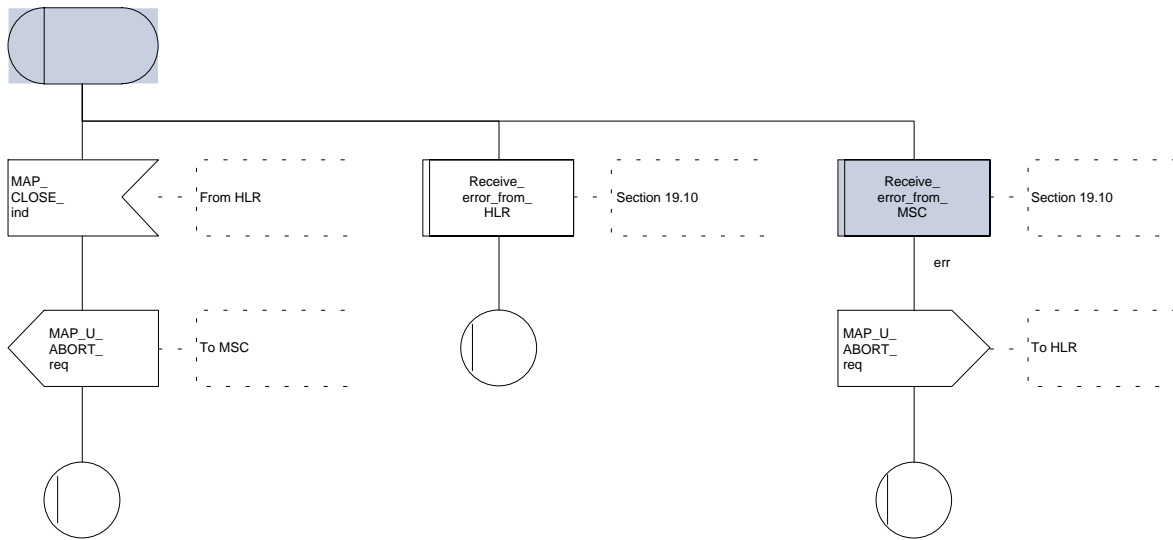 MAP_
CLOSE_
ind
From HLR
Receive_
error_from_
HLR
Section 19.10
Receive_
error_from_
MSC
Section 19.10
err
MAP_U_
ABORT_
req
To MSC
MAP_U_
ABORT_
req
To HLR